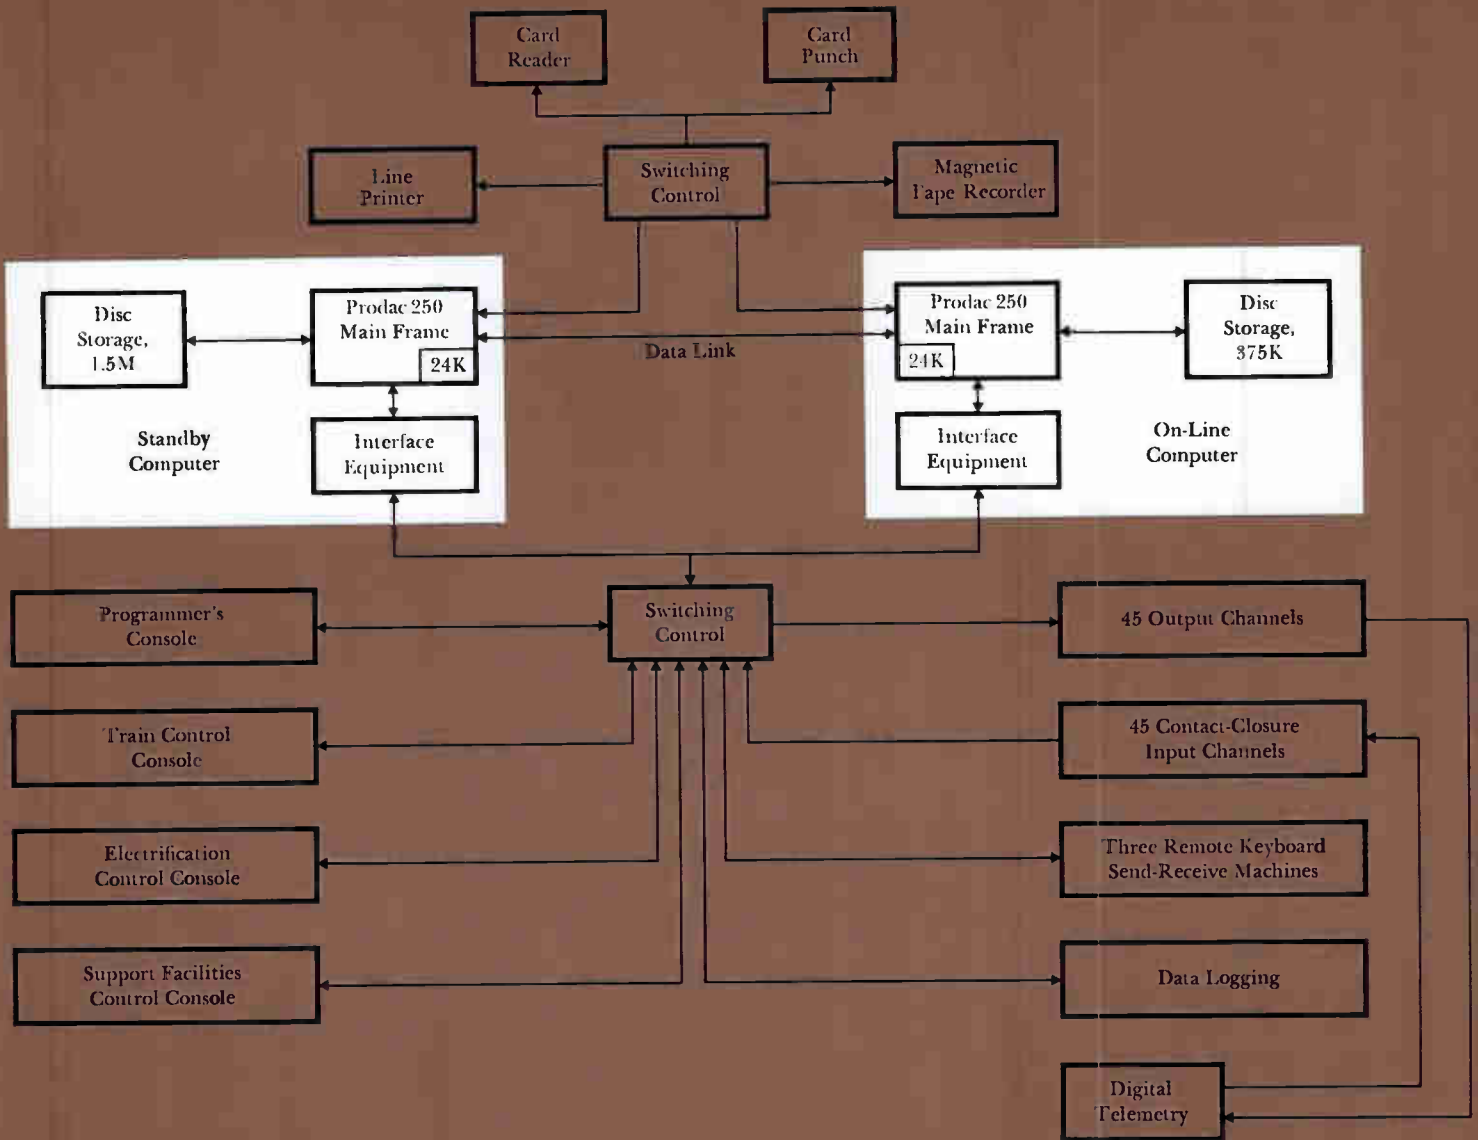 Card
Reader
Card
Punch
Line
Printer
Switching
Control
Magnetic
Tape Recorder
Disc
Storage,
1.5M
Prodac 250
Main Frame
24K
Data Link
Prodac 250
Main Frame
24K
Disc
Storage,
375K
Standby
Computer
Interface
Equipment
Interface
Equipment
On-Line
Computer
Programmer's
Console
Switching
Control
45 Output Channels
Train Control
Console
45 Contact-Closure
Input Channels
Electrification
Control Console
Three Remote Keyboard
Send-Receive Machines
Support Facilities
Control Console
Data Logging
Digital
Telemetry